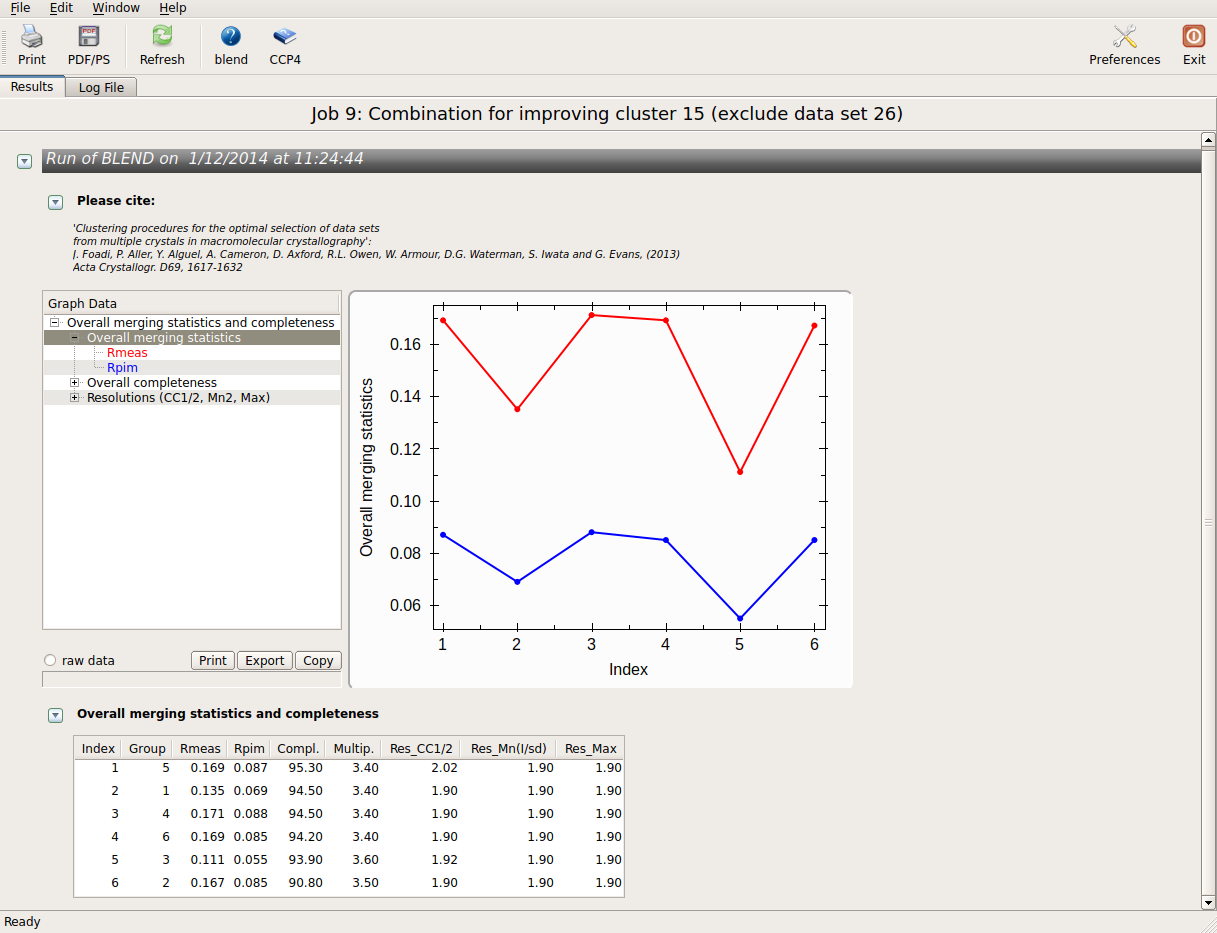 File Edit Window Help
Print PDF/PS Refresh blend CCP4 Preferences Exit
Results Log File
Job 9: Combination for improving cluster 15 (exclude data set 26)
Run of BLEND on 1/12/2014 at 11:24:44
Please cite:
'Clustering procedures for the optimal selection of data sets
from multiple crystals in macromolecular crystallography':
J. Foadi, P. Aller, Y. Alguel, A. Cameron, D. Axford, R.L. Owen, W. Armour, D.G. Waterman, S. Iwata and G. Evans, (2013)
Acta Crystallogr. D69, 1617-1632
Graph Data
Overall merging statistics and completeness
Overall merging statistics
Rmeas
Rpim
Overall completeness
Resolutions (CC1/2, Mn2, Max)
raw data Print Export Copy
Overall merging statistics
0.16
0.14
0.12
0.10
0.08
0.06
1 2 3 4 5 6
Index
Overall merging statistics and completeness
Index Group Rmeas Rpim Compl. Multip. Res_CC1/2 Res_Mn(I/sd) Res_Max
1 5 0.169 0.087 95.30 3.40 2.02 1.90 1.90
2 1 0.135 0.069 94.50 3.40 1.90 1.90 1.90
3 4 0.171 0.088 94.50 3.40 1.90 1.90 1.90
4 6 0.169 0.085 94.20 3.40 1.90 1.90 1.90
5 3 0.111 0.055 93.90 3.60 1.92 1.90 1.90
6 2 0.167 0.085 90.80 3.50 1.90 1.90 1.90
Ready